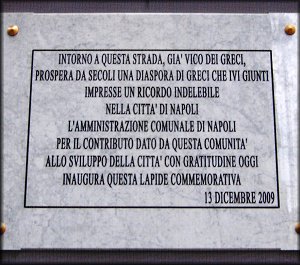 INTORNO A QUESTA STRADA, GIA' VICO DEI GRECI,
PROSPERA DA SECOLI UNA DIASPORA DI GRECI CHE IVI GIUNTI
IMPRESSE UN RICORDO INDELEBILE
NELLA CITTA' DI NAPOLI
L'AMMINISTRAZIONE COMUNALE DI NAPOLI
PER IL CONTRIBUTO DATO DA QUESTA COMUNITA'
ALLO SVILUPPO DELLA CITTA' CON GRATITUDINE OGGI
INAUGURA QUESTA LAPIDE COMMEMORATIVA
13 DICEMBRE 2009